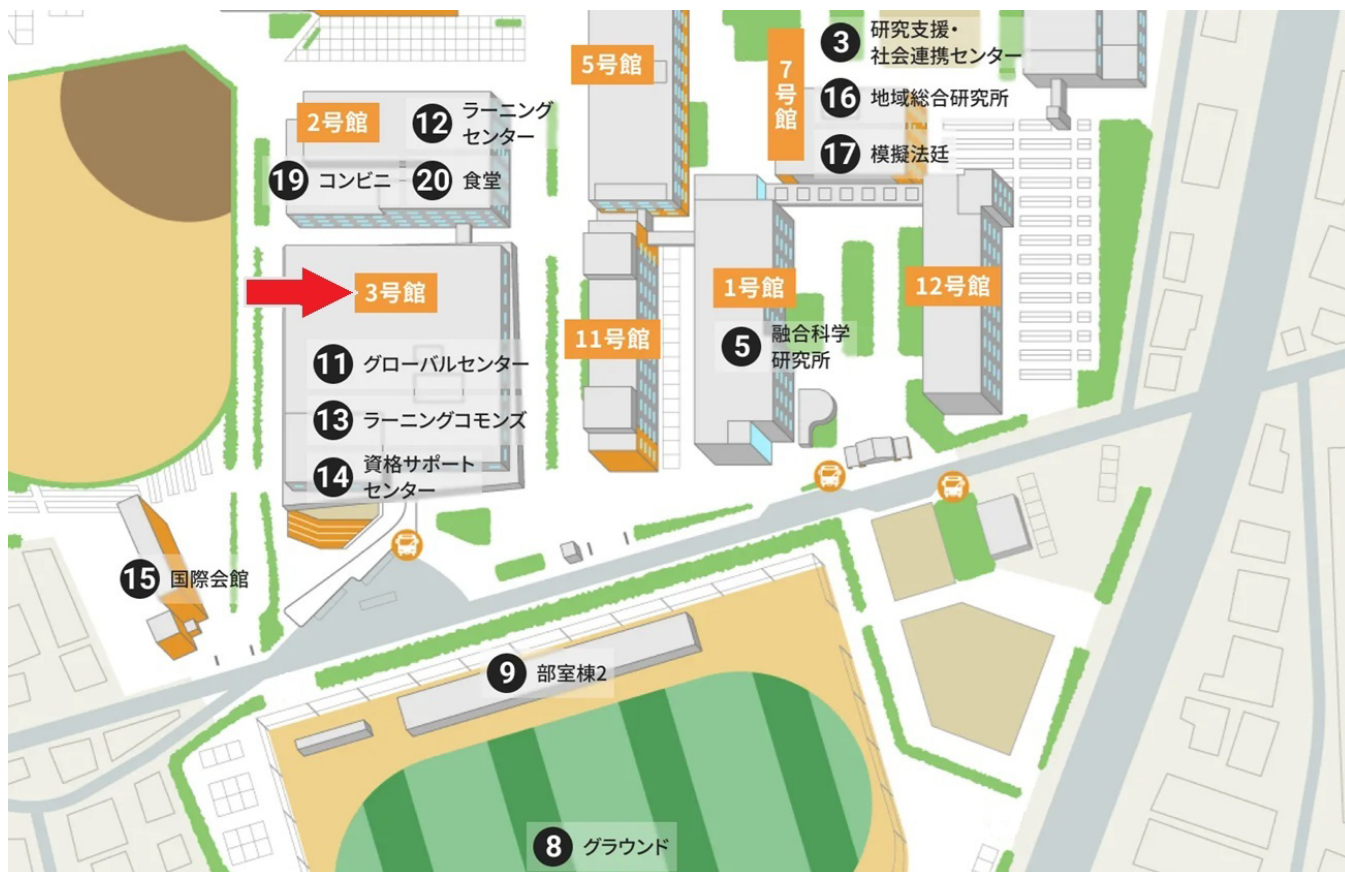 5号館
7号館
3 研究支援・
社会連携センター
16 地域総合研究所
17 模擬法廷
2号館
12 ラーニング
センター
19 コンビニ
20 食堂
3号館
11 グローバルセンター
13 ラーニングコモンズ
14 資格サポート
センター
11号館
1号館
5 融合科学
研究所
12号館
15 国際会館
9 部室棟2
8 グラウンド